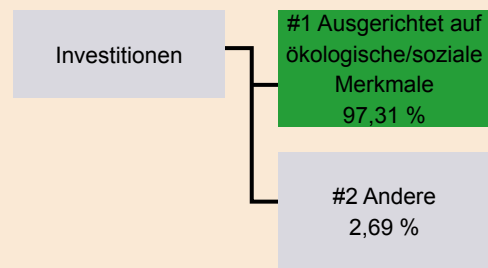 Investitionen
#1 Ausgerichtet auf
ökologische/soziale
Merkmale
97,31 %
#2 Andere
2,69 %